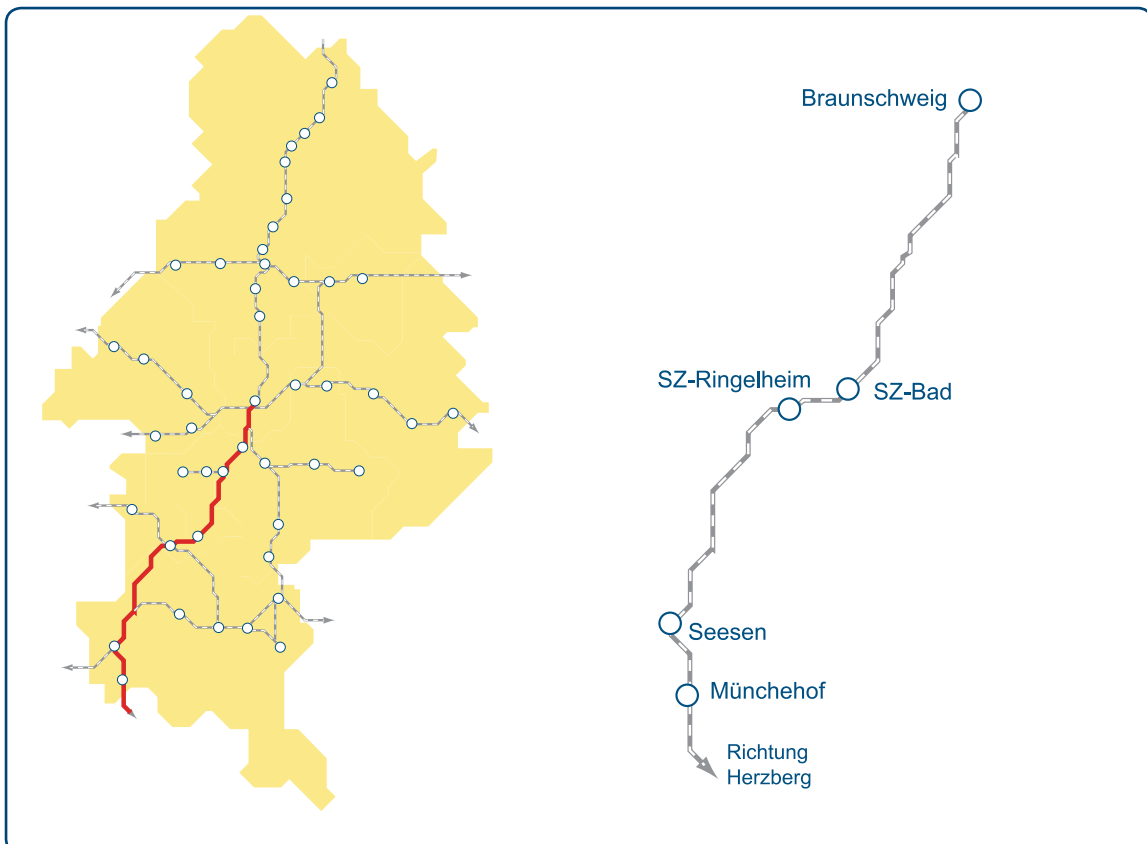 Braunschweig
SZ-Ringelheim
SZ-Bad
Seesen
Münchehof
Richtung
Herzberg